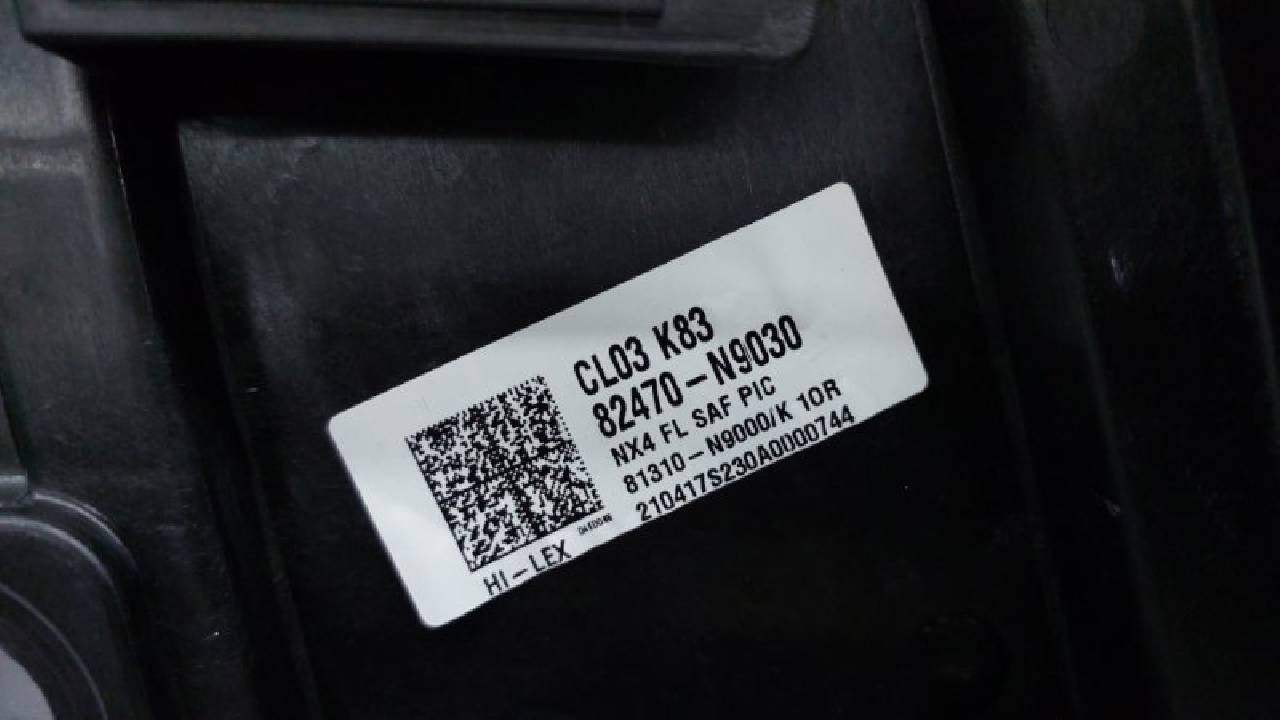 CL03 K83
82470-N9030
NX4 FL SAF PIC
81310-N9000/K 10R
210417S230A0000744
HI-LEX